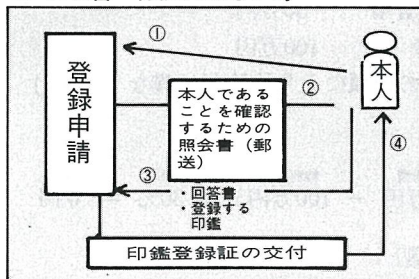 ①
登録申請
本人である
ことを確認
するための
照会書（郵
送）
②
本人
③
・回答書
・登録する
印鑑
④
印鑑登録証の交付